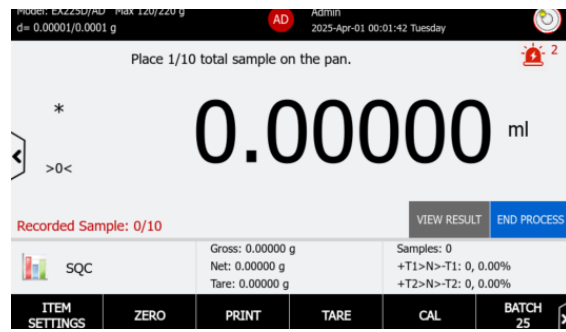 Model: EX225D/AD Max 120/220 g
d= 0.00001/0.0001 g
AD
Admin
2025-Apr-01 00:01:42 Tuesday
Place 1/10 total sample on the pan.
2
*
0.00000 ml
>0<
Recorded Sample: 0/10
VIEW RESULT
END PROCESS
SQC
Gross: 0.00000 g
Net: 0.00000 g
Tare: 0.00000 g
Samples: 0
+T1>N>-T1: 0, 0.00%
+T2>N>-T2: 0, 0.00%
ITEM
SETTINGS
ZERO
PRINT
TARE
CAL
BATCH
25